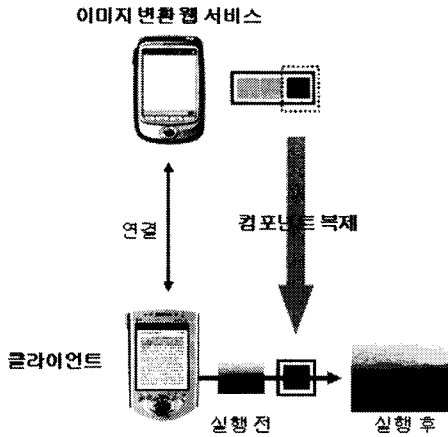 이미지 변환 웹 서비스
연결
컴포넌트 복제
클라이언트
실행 전
실행 후